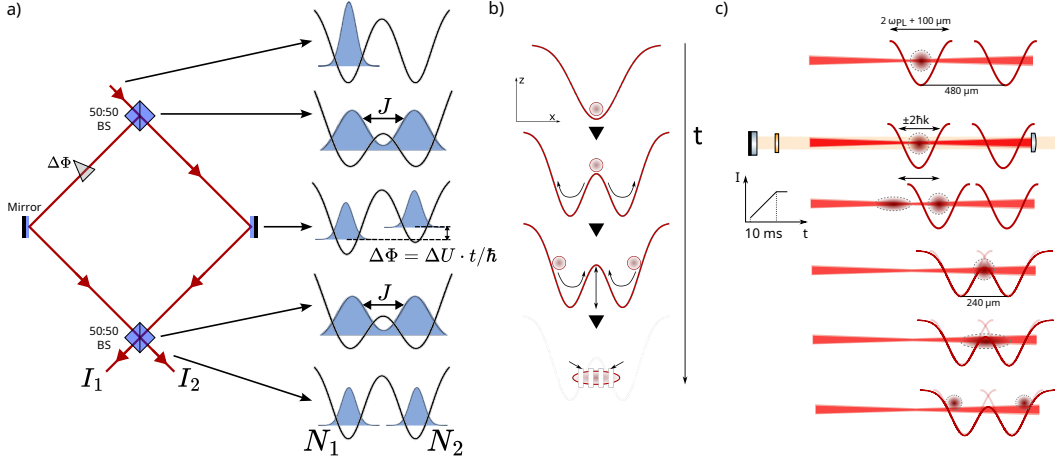 a)
50:50
BS
ΔΦ
Mirror
50:50
BS
I₁
I₂
J
ΔΦ = ΔU · t/ħ
J
N₁
N₂
b)
z
x
t
c)
2 ωPL + 100 µm
480 µm
±2ħk
I
10 ms
t
240 µm